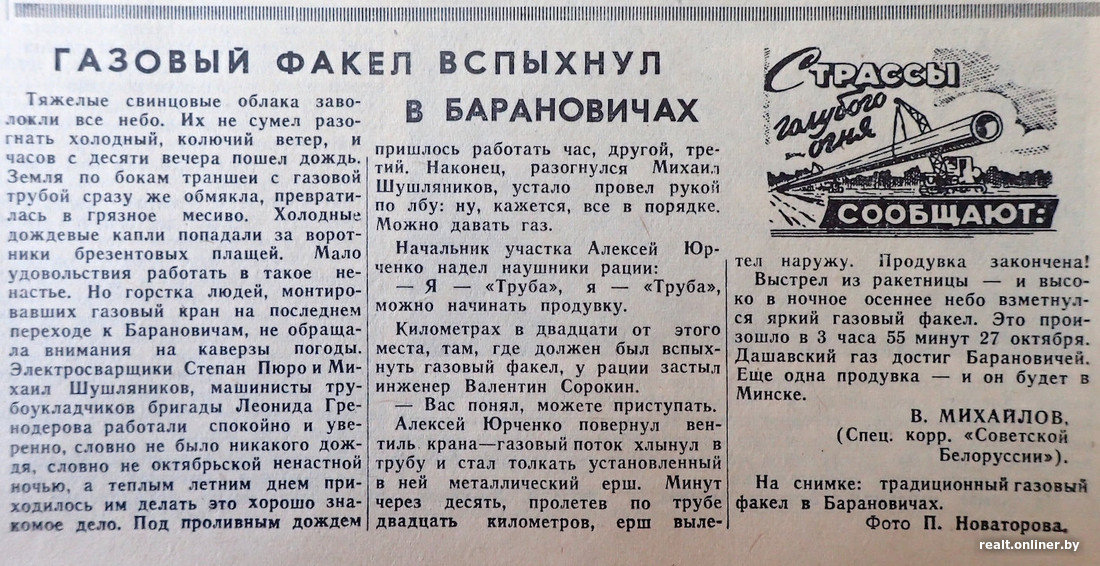 ГАЗОВЫЙ ФАКЕЛ ВСПЫХНУЛ
В БАРАНОВИЧАХ
Тяжелые свинцовые облака заво-
локли все небо. Их не сумел разо-
гнать холодный, колючий ветер, и
часов с десяти вечера пошел дождь.
Земля по бокам траншеи с газовой
трубой сразу же обмякла, преврати-
лась в грязное месиво. Холодные
дождевые капли попадали за ворот-
ники брезентовых плащей. Мало
удовольствия работать в такое не-
настье. Но горстка людей, монтиро-
вавших газовый кран на последнем
переходе к Барановичам, не обраща-
ла внимания на каверзы погоды.
Электросварщики Степан Пюро и Ми-
хаил Шушляников, машинисты тру-
боукладчиков бригады Леонида Гре-
нодерова работали спокойно и уве-
ренно, словно не было никакого дож-
дя, словно не октябрьской ненастной
ночью, а теплым летним днем при-
ходилось им делать это хорошо зна-
комое дело. Под проливным дождем
пришлось работать час, другой, тре-
тий. Наконец, разогнулся Михаил
Шушляников, устало провел рукой
по лбу: ну, кажется, все в порядке.
Можно давать газ.
Начальник участка Алексей Юр-
ченко надел наушники рации:
— Я — «Труба», я — «Труба»,
можно начинать продувку.
Километрах в двадцати от этого
места, там, где должен был вспых-
нуть газовый факел, у рации застыл
инженер Валентин Сорокин.
— Вас понял, можете приступать.
Алексей Юрченко повернул вен-
тиль крана—газовый поток хлынул в
трубу и стал толкать установленный
в ней металлический ерш. Минут
через десять, пролетев по трубе
двадцать километров, ерш выле-
С ТРАССЫ
голубого
огня
СООБЩАЮТ:
тел наружу. Продувка закончена!
Выстрел из ракетницы — и высо-
ко в ночное осеннее небо взметнул-
ся яркий газовый факел. Это прои-
зошло в 3 часа 55 минут 27 октября.
Дашавский газ достиг Барановичей.
Еще одна продувка — и он будет в
Минске.
В. МИХАЙЛОВ,
(Спец. корр. «Советской
Белоруссии»).
На снимке: традиционный газовый
факел в Барановичах.
Фото П. Новаторова.
realt.onliner.by